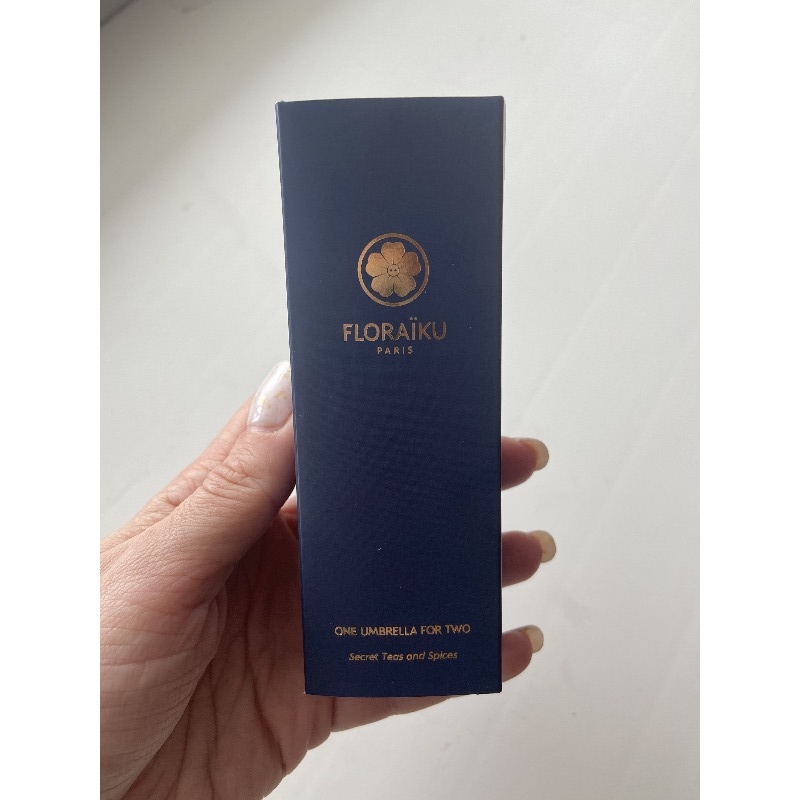 FLORAÏKU
PARIS
ONE UMBRELLA FOR TWO
Secret Teas and Spices